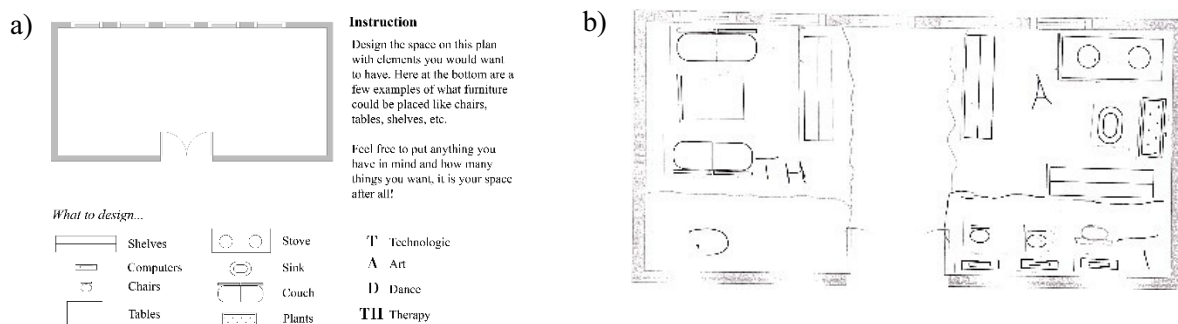 a)
Instruction
Design the space on this plan
with elements you would want
to have. Here at the bottom are a
few examples of what furniture
could be placed like chairs,
tables, shelves, etc.
Feel free to put anything you
have in mind and how many
things you want, it is your space
after all!
What to design...
Shelves
Computers
Chairs
Tables
Stove
Sink
Couch
Plants
T Technologic
A Art
D Dance
TH Therapy
b)
TH
A
T